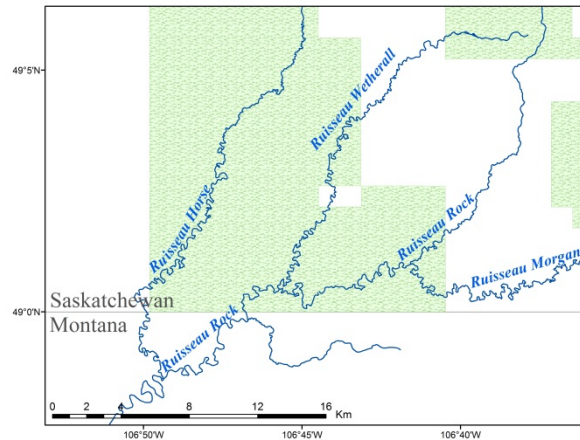 49°5'N
Ruisseau Wetherall
Ruisseau Horse
Ruisseau Rock
Ruisseau Morgan
49°0'N
Saskatchewan
Montana
Ruisseau Rock
0 2 4 8 12 16
Km
106°50'W 106°45'W 106°40'W